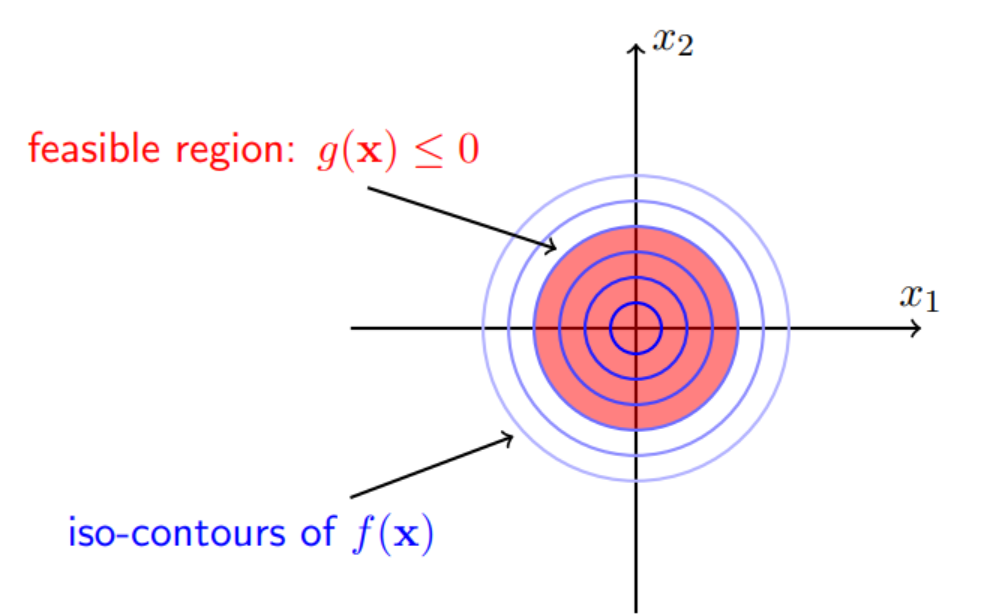 x₂
feasible region: g(𝐱) ≤ 0
x₁
iso-contours of f(𝐱)